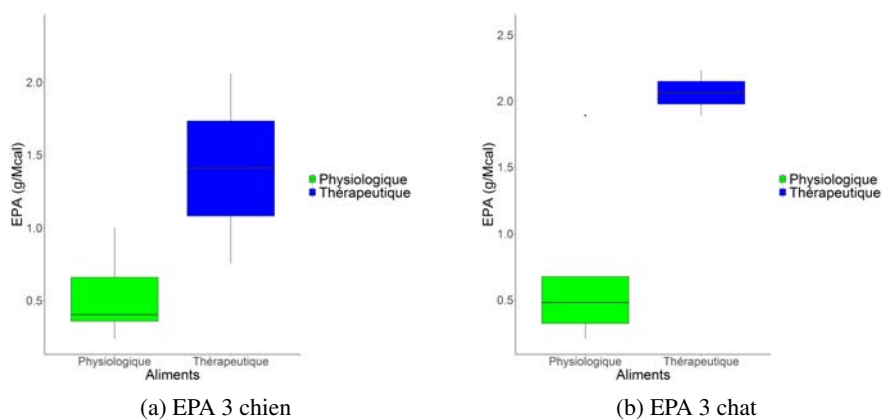 EPA (g/Mcal)
2.0
1.5
1.0
0.5
Physiologique
Thérapeutique
Physiologique Thérapeutique
Aliments
(a) EPA 3 chien
EPA (g/Mcal)
2.5
2.0
1.5
1.0
0.5
Physiologique
Thérapeutique
Physiologique Thérapeutique
Aliments
(b) EPA 3 chat